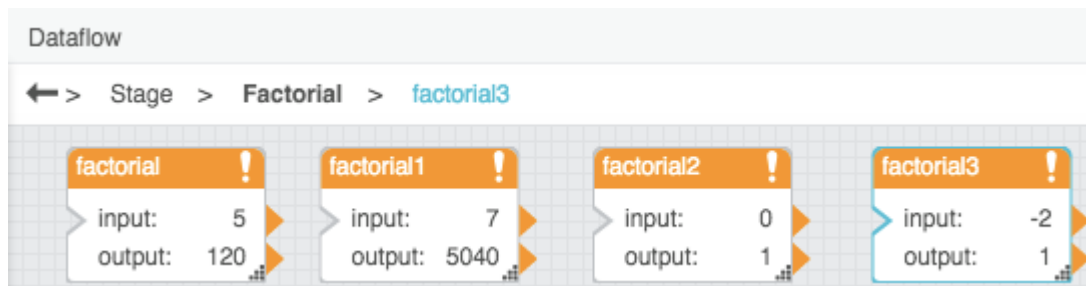 Dataflow
> Stage > Factorial > factorial3
factorial ! factorial1 ! factorial2 ! factorial3 !
input: 5 input: 7 input: 0 input: -2
output: 120 output: 5040 output: 1 output: 1